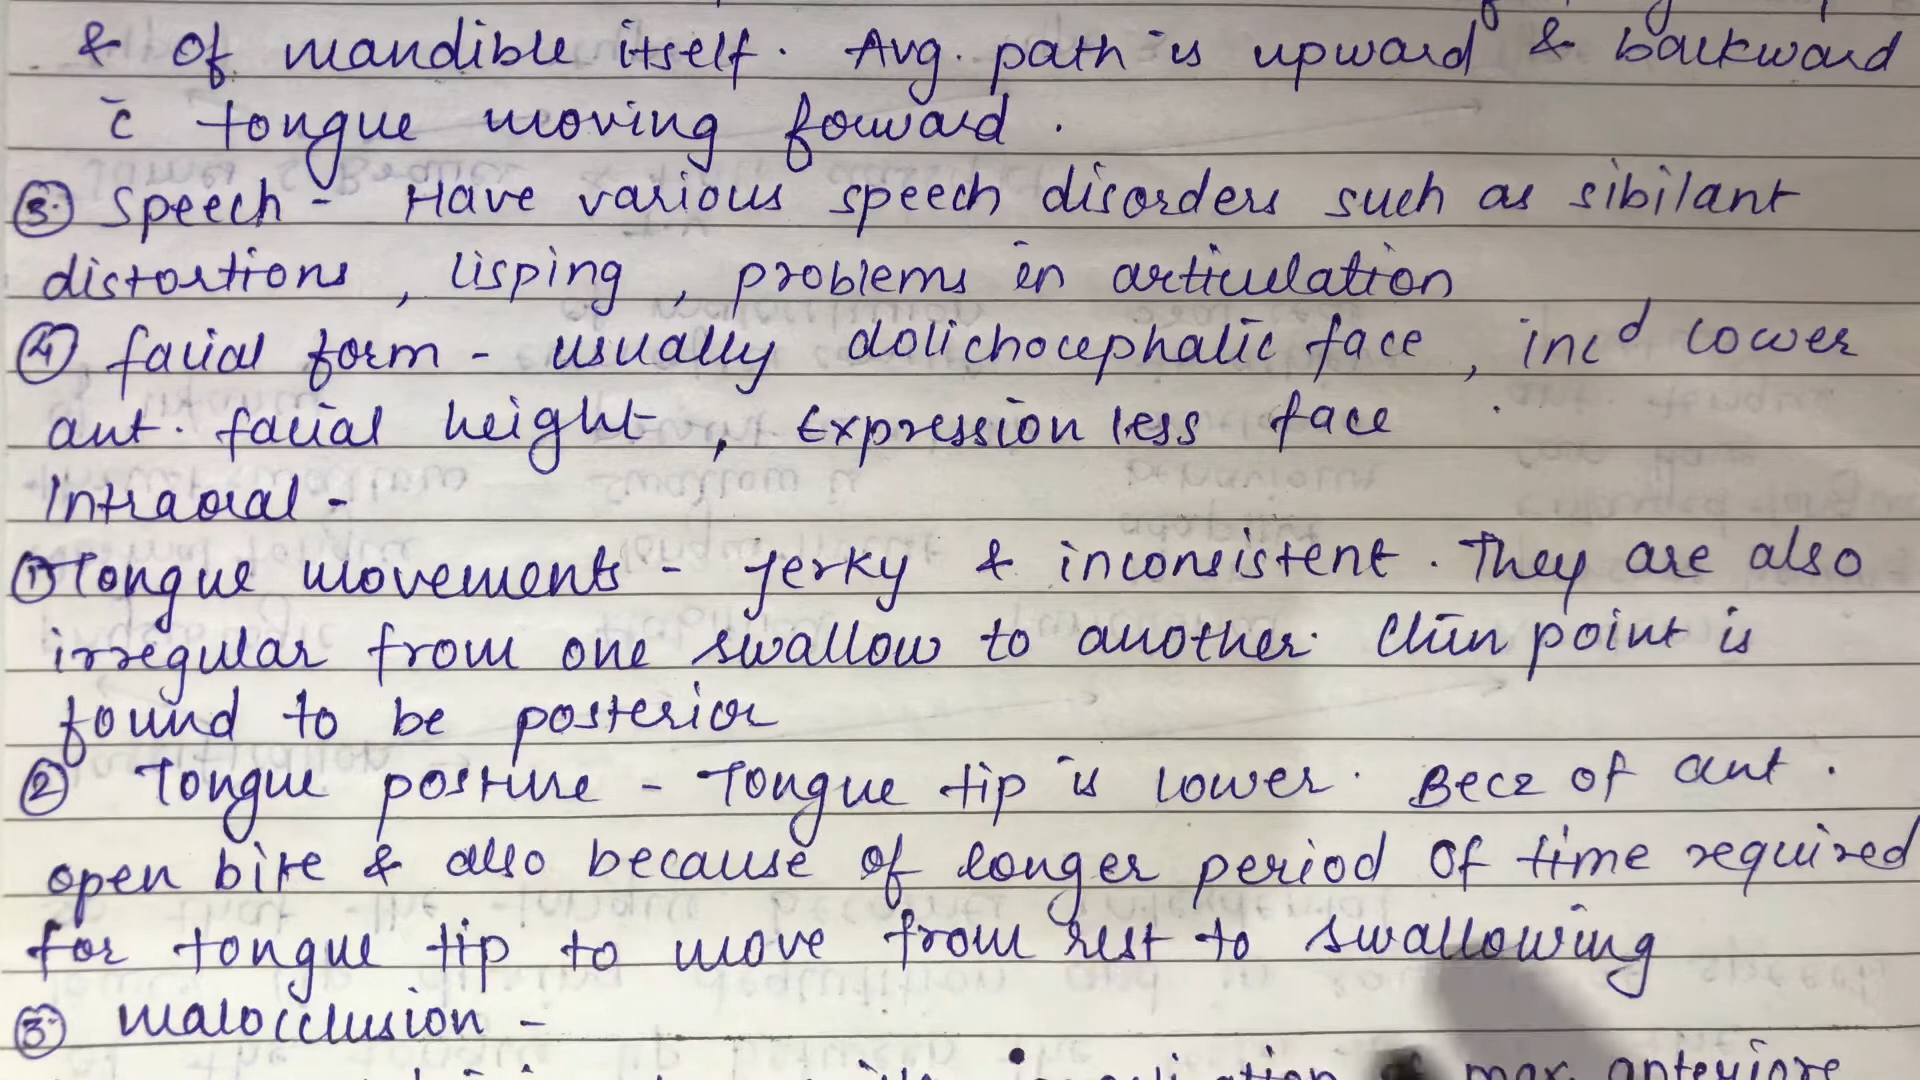 & of mandible itself. Avg. path is upward & backward
c̄ tongue moving forward.
③ Speech - Have various speech disorders such as sibilant
distortions, lisping, problems in articulation
④ facial form - usually dolichocephalic face, incd lower
ant. facial height, Expression less face
Intraoral -
① Tongue movements - Jerky & inconsistent. They are also
irregular from one swallow to another. Chin point is
found to be posterior
② Tongue posture - Tongue tip is lower. Becz of ant.
open bite & also because of longer period of time required
for tongue tip to move from rest to swallowing
③ Malocclusion -
max. anteriors